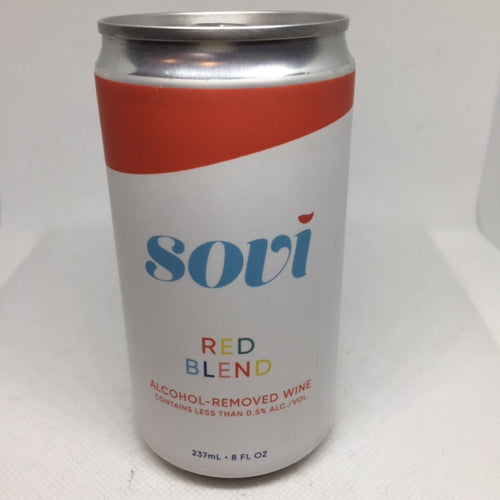 sovi
RED
BLEND
ALCOHOL-REMOVED WINE
CONTAINS LESS THAN 0.5% ALC./VOL.
237mL • 8 FL OZ